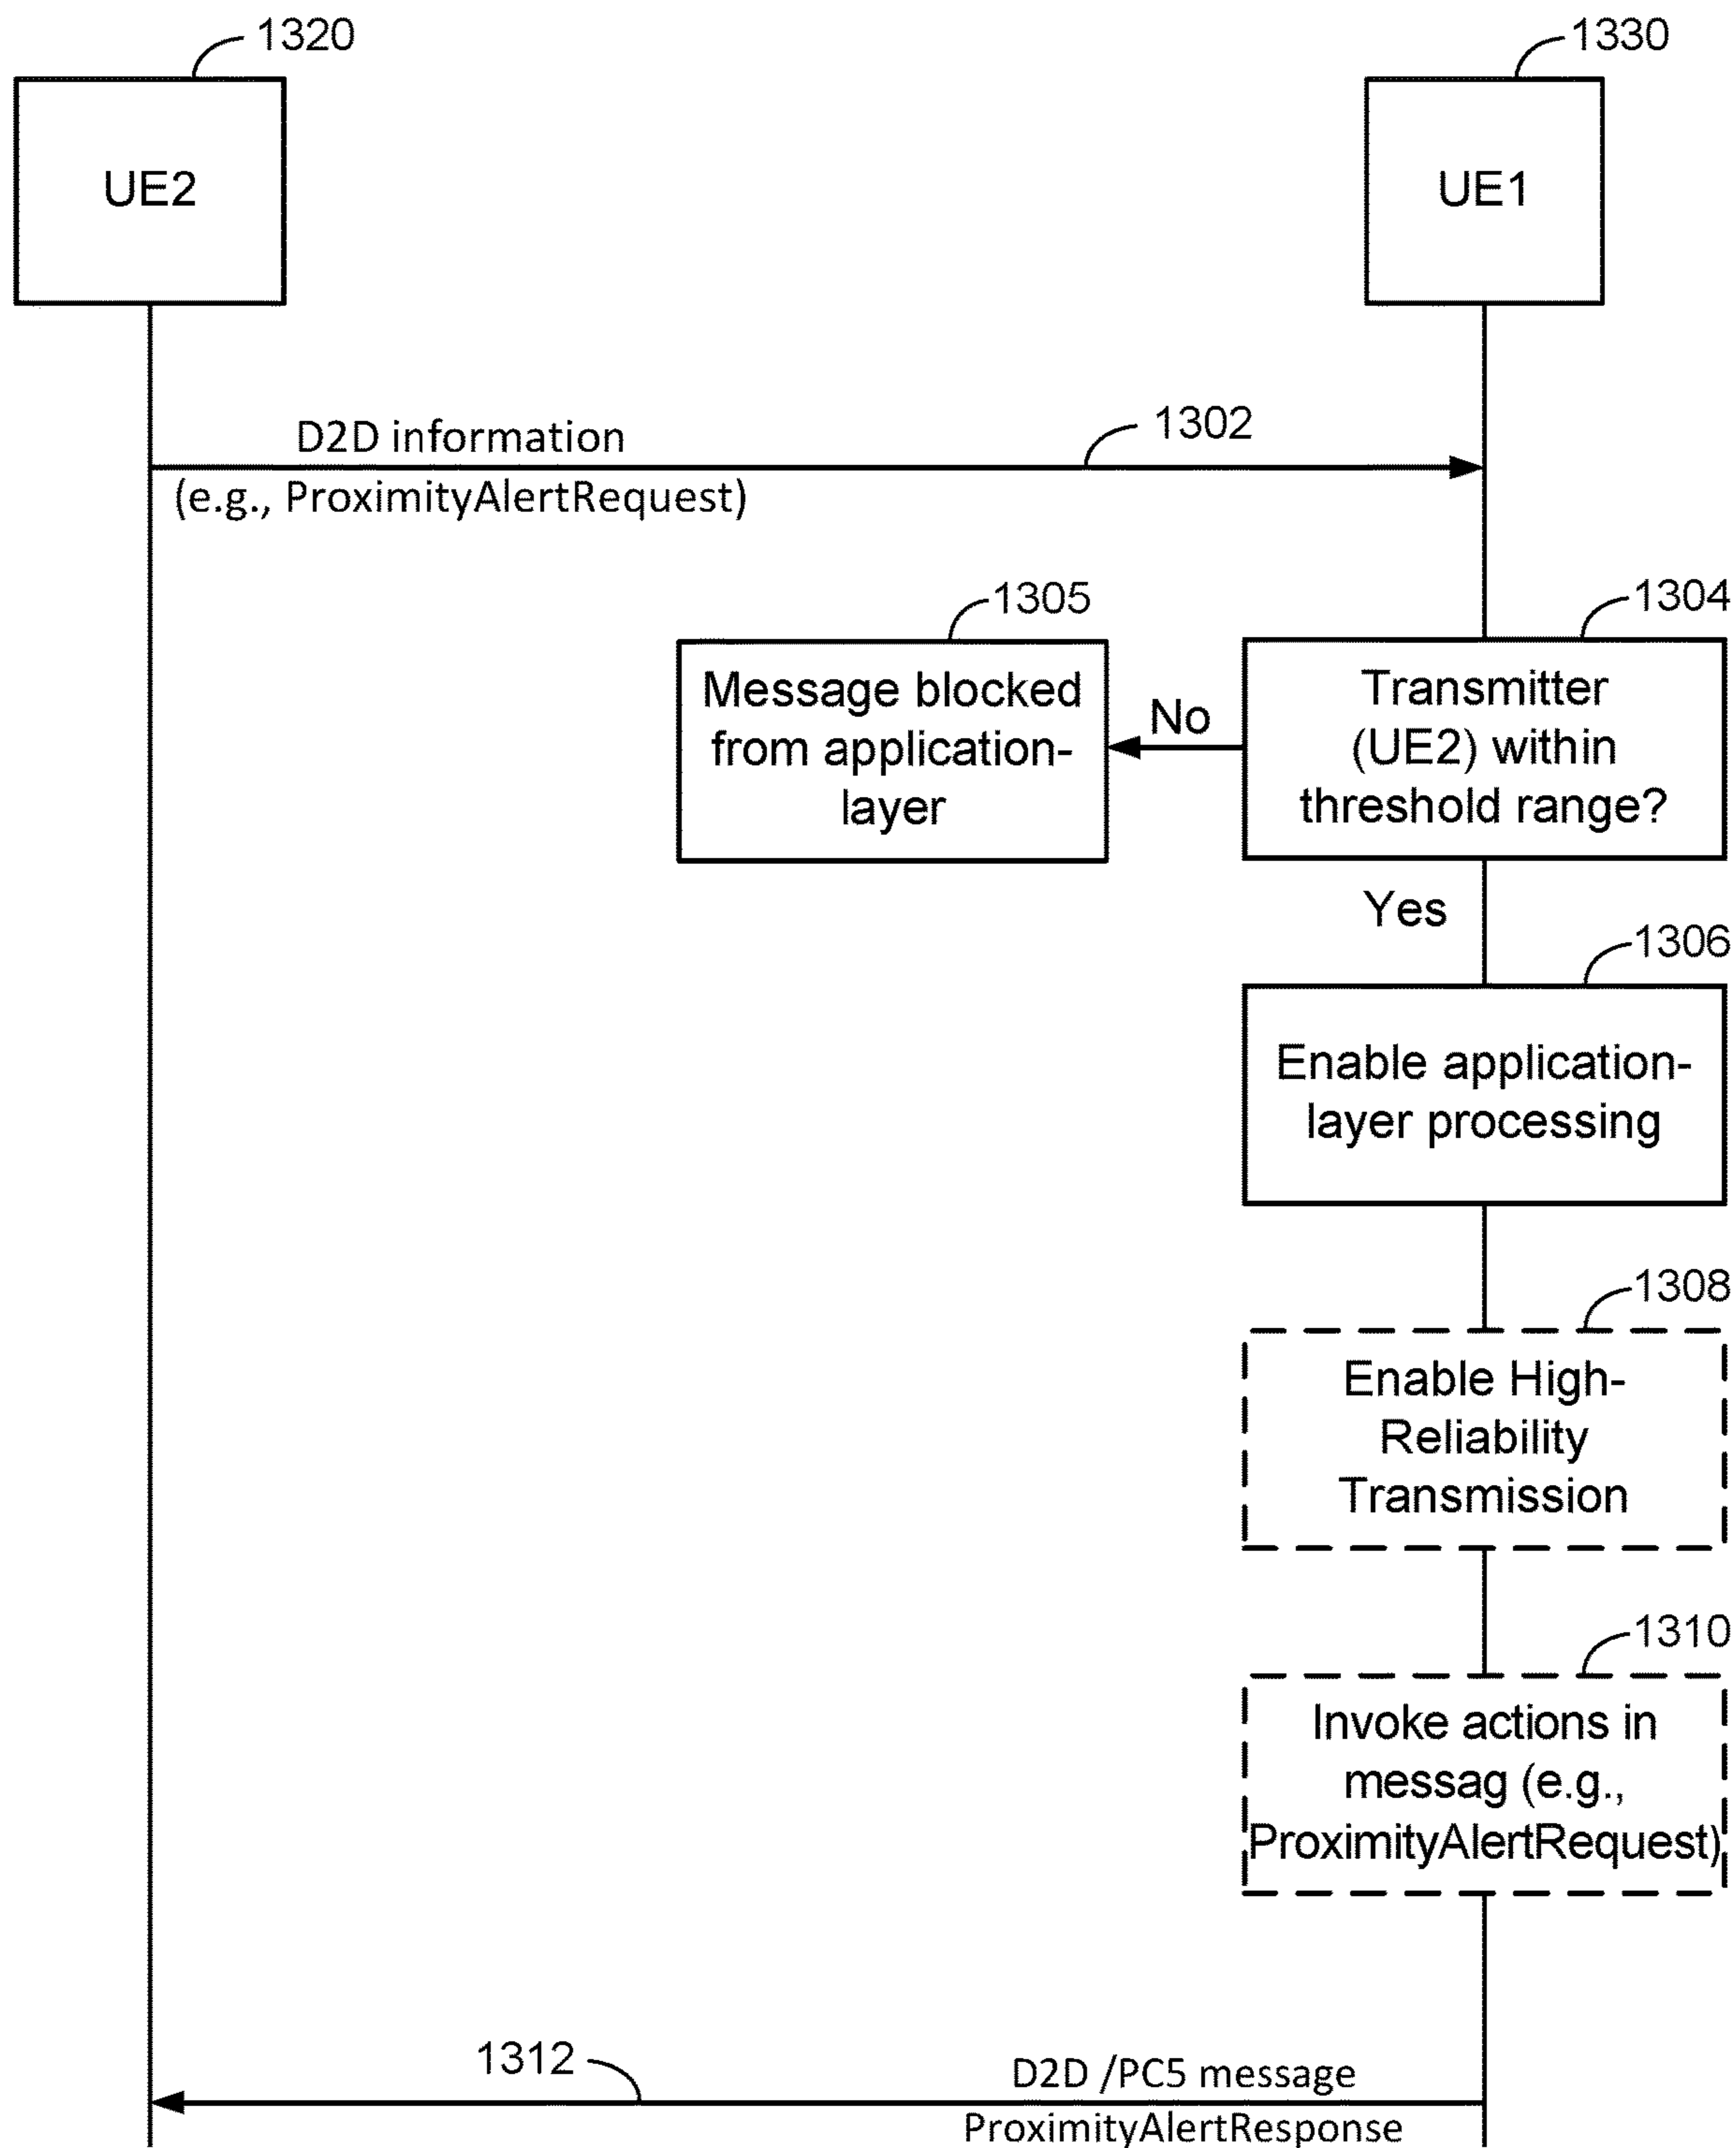 1320
1330
UE2
UE1
D2D information
1302
(e.g., ProximityAlertRequest)
1305
1304
Message blocked
from application-
layer
No
Transmitter
(UE2) within
threshold range?
Yes
1306
Enable application-
layer processing
1308
Enable High-
Reliability
Transmission
1310
Invoke actions in
messag (e.g.,
ProximityAlertRequest)
1312
D2D /PC5 message
ProximityAlertResponse